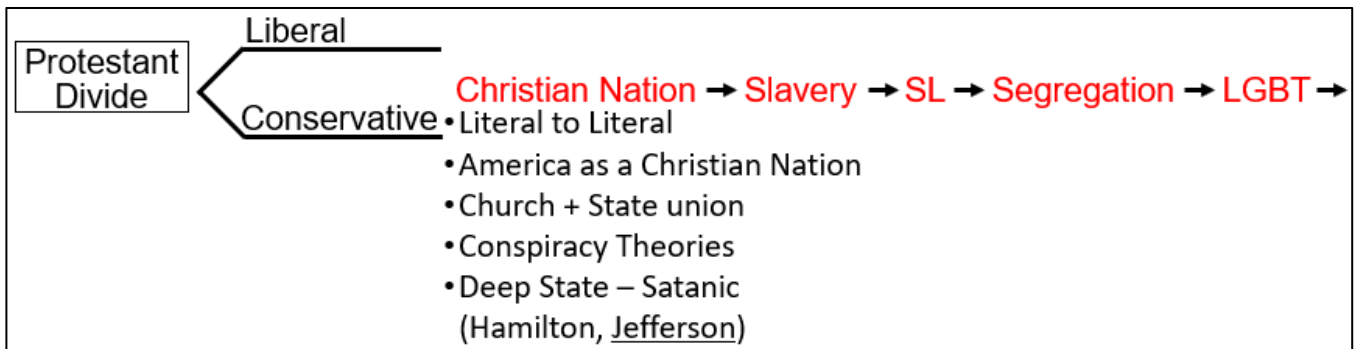 Protestant
Divide
Liberal
Conservative
Christian Nation → Slavery → SL → Segregation → LGBT →
•Literal to Literal
•America as a Christian Nation
•Church + State union
•Conspiracy Theories
•Deep State – Satanic
(Hamilton, Jefferson)